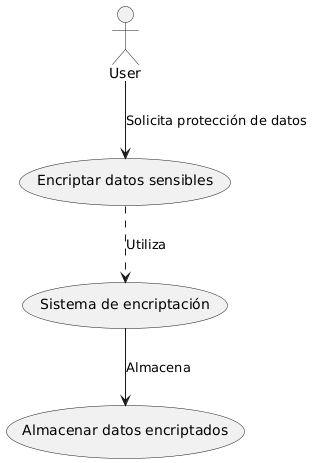 User
Solicita protección de datos
Encriptar datos sensibles
Utiliza
Sistema de encriptación
Almacena
Almacenar datos encriptados